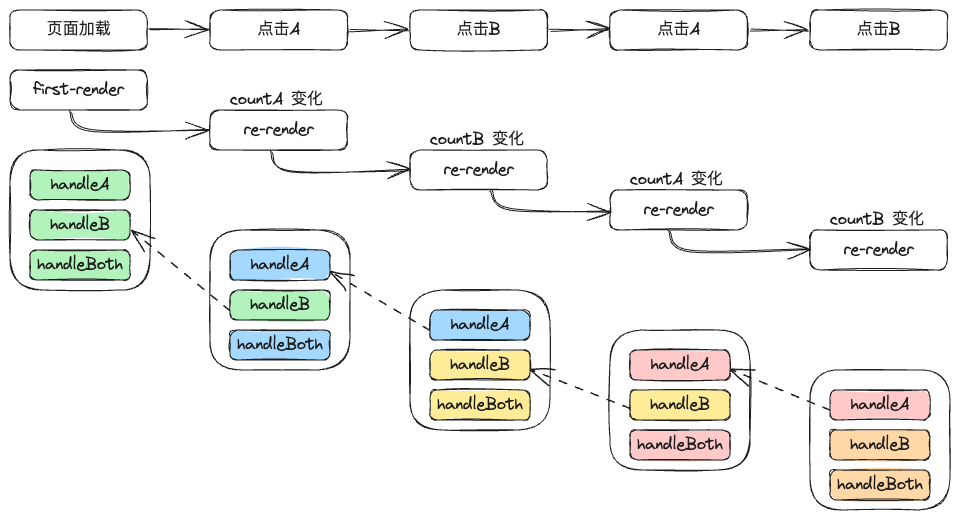 页面加载
点击A
点击B
点击A
点击B
first-render
countA 变化
re-render
countB 变化
re-render
countA 变化
re-render
countB 变化
re-render
handleA
handleB
handleBoth
handleA
handleB
handleBoth
handleA
handleB
handleBoth
handleA
handleB
handleBoth
handleA
handleB
handleBoth